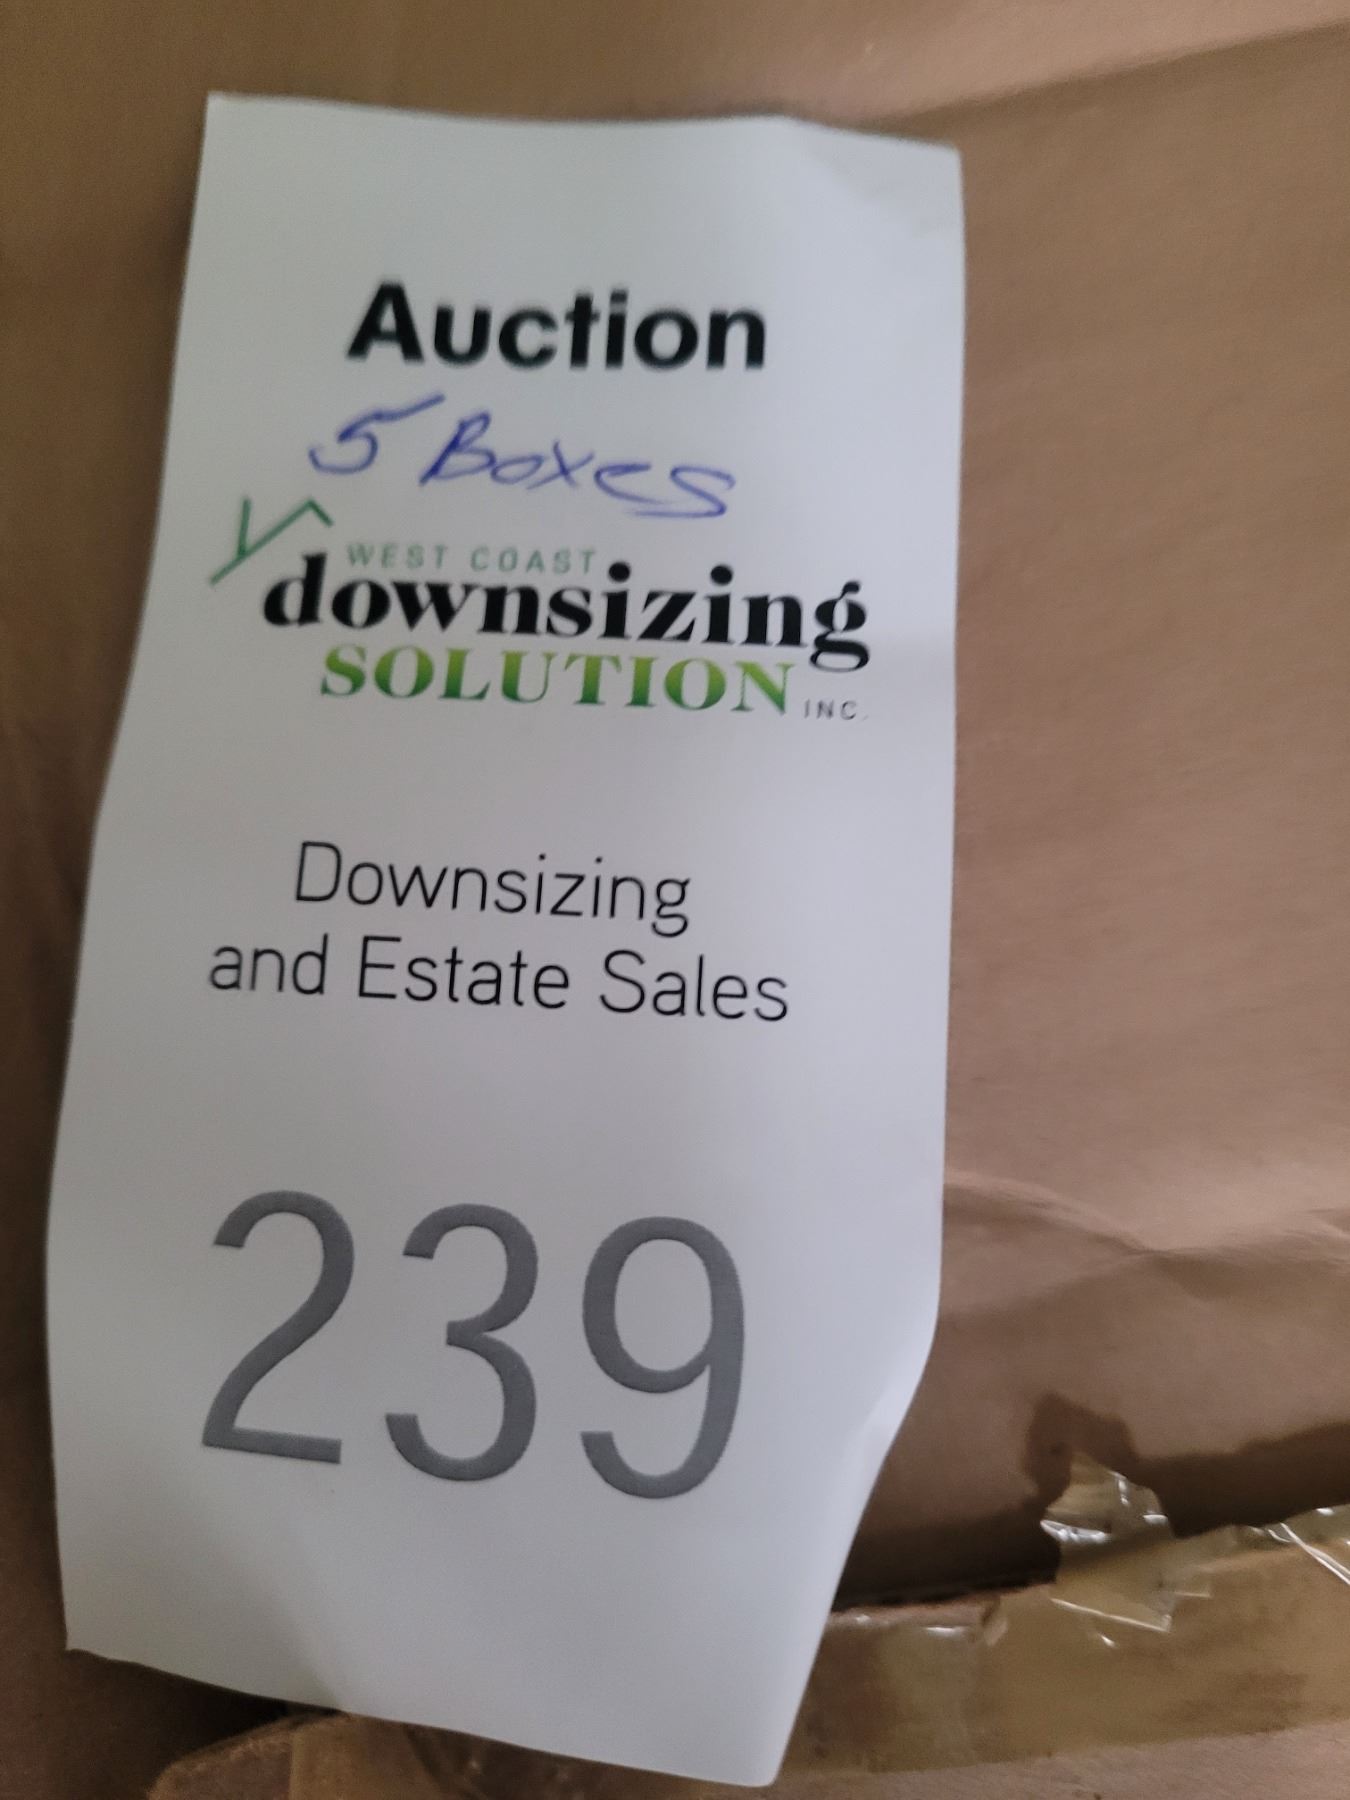 Auction
5 Boxes
WEST COAST
downsizing
SOLUTION INC.
Downsizing
and Estate Sales
239